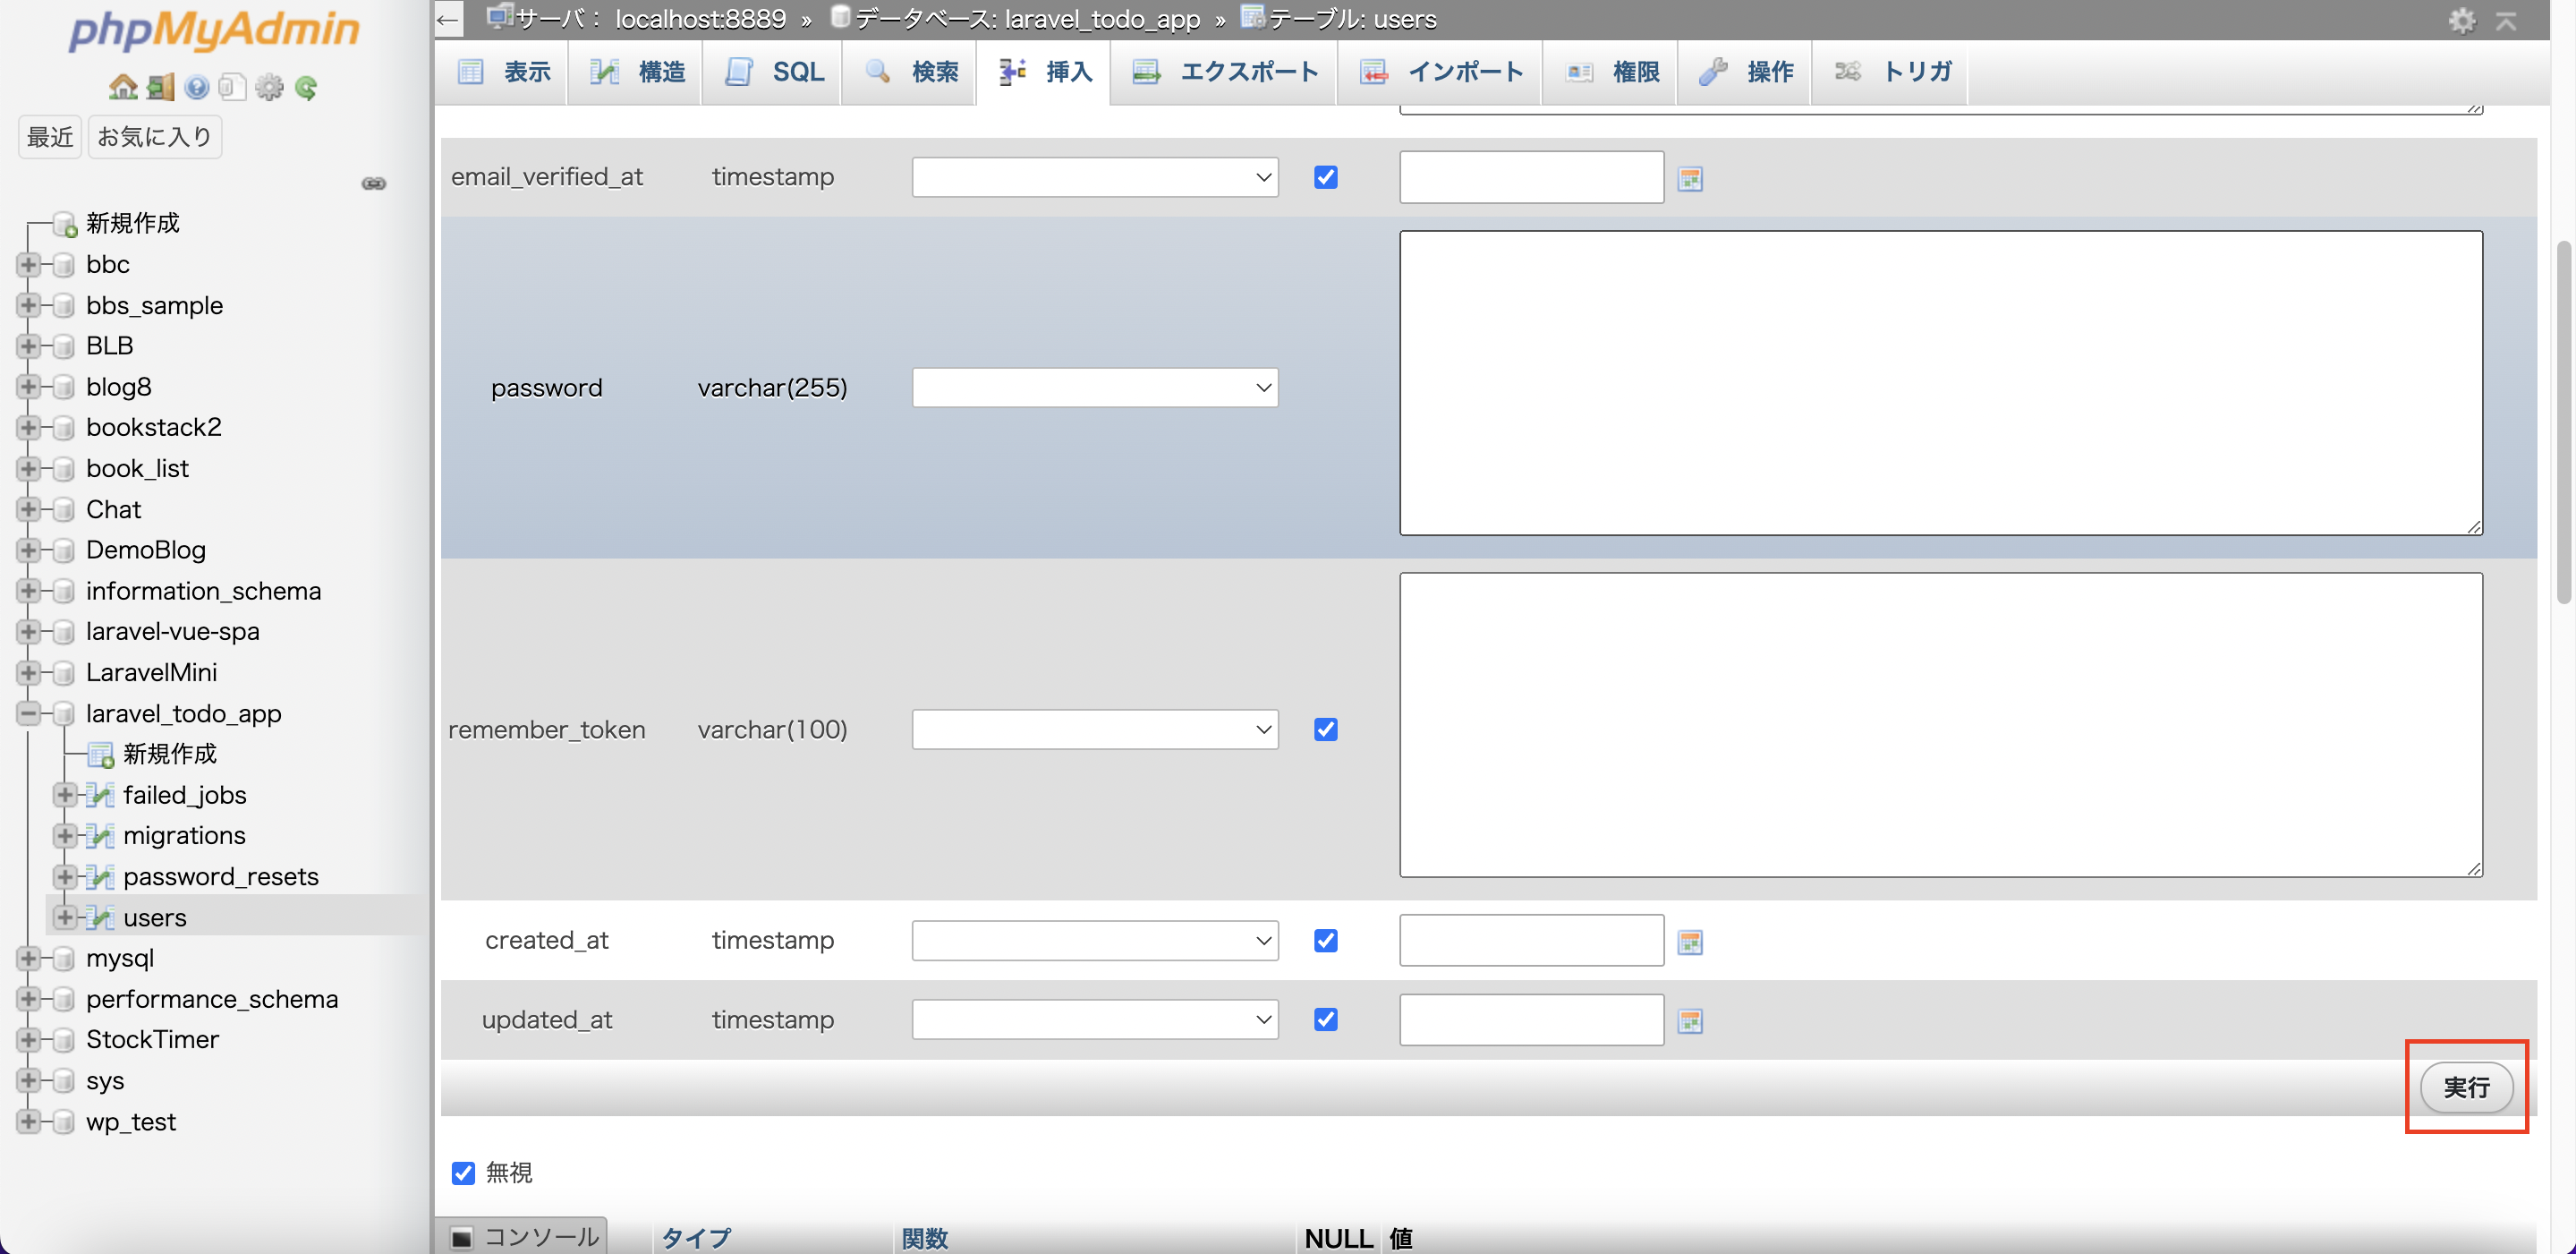 phpMyAdmin
最近 お気に入り
新規作成
bbc
bbs_sample
BLB
blog8
bookstack2
book_list
Chat
DemoBlog
information_schema
laravel-vue-spa
LaravelMini
laravel_todo_app
新規作成
failed_jobs
migrations
password_resets
users
mysql
performance_schema
StockTimer
sys
wp_test
← サーバ： localhost:8889 » データベース: laravel_todo_app » テーブル: users
表示 構造 SQL 検索 挿入 エクスポート インポート 権限 操作 トリガ
email_verified_at timestamp
password varchar(255)
remember_token varchar(100)
created_at timestamp
updated_at timestamp
実行
無視
コンソール タイプ 関数 NULL 値